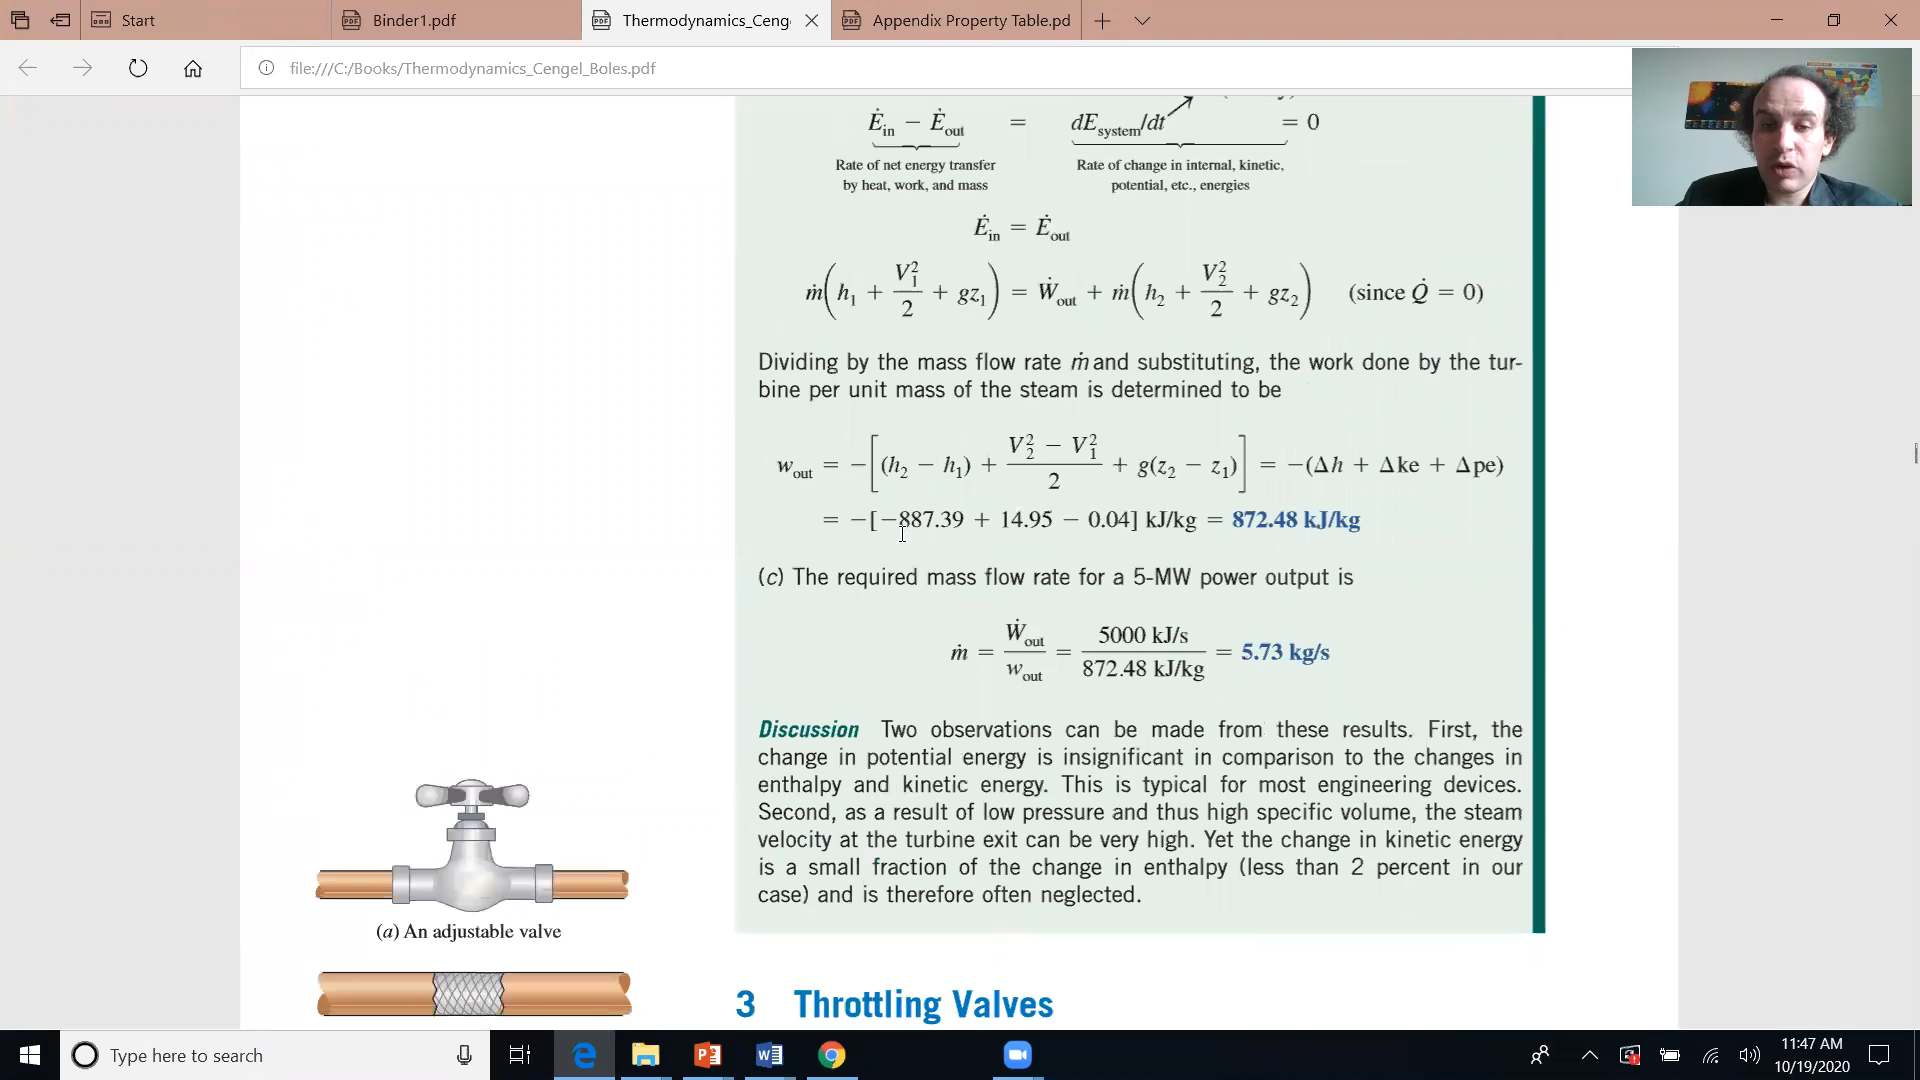 Start
Binder1.pdf
Thermodynamics_Ceng
Appendix Property Table.pd
file:///C:/Books/Thermodynamics_Cengel_Boles.pdf
Ėin − Ėout = dEsystem/dt = 0
Rate of net energy transfer
by heat, work, and mass
Rate of change in internal, kinetic,
potential, etc., energies
Ėin = Ėout
ṁ(h₁ + V₁²/2 + gz₁) = Ẇout + ṁ(h₂ + V₂²/2 + gz₂) (since Q̇ = 0)
Dividing by the mass flow rate ṁ and substituting, the work done by the tur-
bine per unit mass of the steam is determined to be
wout = −[(h₂ − h₁) + (V₂² − V₁²)/2 + g(z₂ − z₁)] = −(Δh + Δke + Δpe)
= −[−887.39 + 14.95 − 0.04] kJ/kg = 872.48 kJ/kg
(c) The required mass flow rate for a 5-MW power output is
ṁ = Ẇout/wout = 5000 kJ/s / 872.48 kJ/kg = 5.73 kg/s
Discussion Two observations can be made from these results. First, the
change in potential energy is insignificant in comparison to the changes in
enthalpy and kinetic energy. This is typical for most engineering devices.
Second, as a result of low pressure and thus high specific volume, the steam
velocity at the turbine exit can be very high. Yet the change in kinetic energy
is a small fraction of the change in enthalpy (less than 2 percent in our
case) and is therefore often neglected.
(a) An adjustable valve
3 Throttling Valves
Type here to search
11:47 AM
10/19/2020